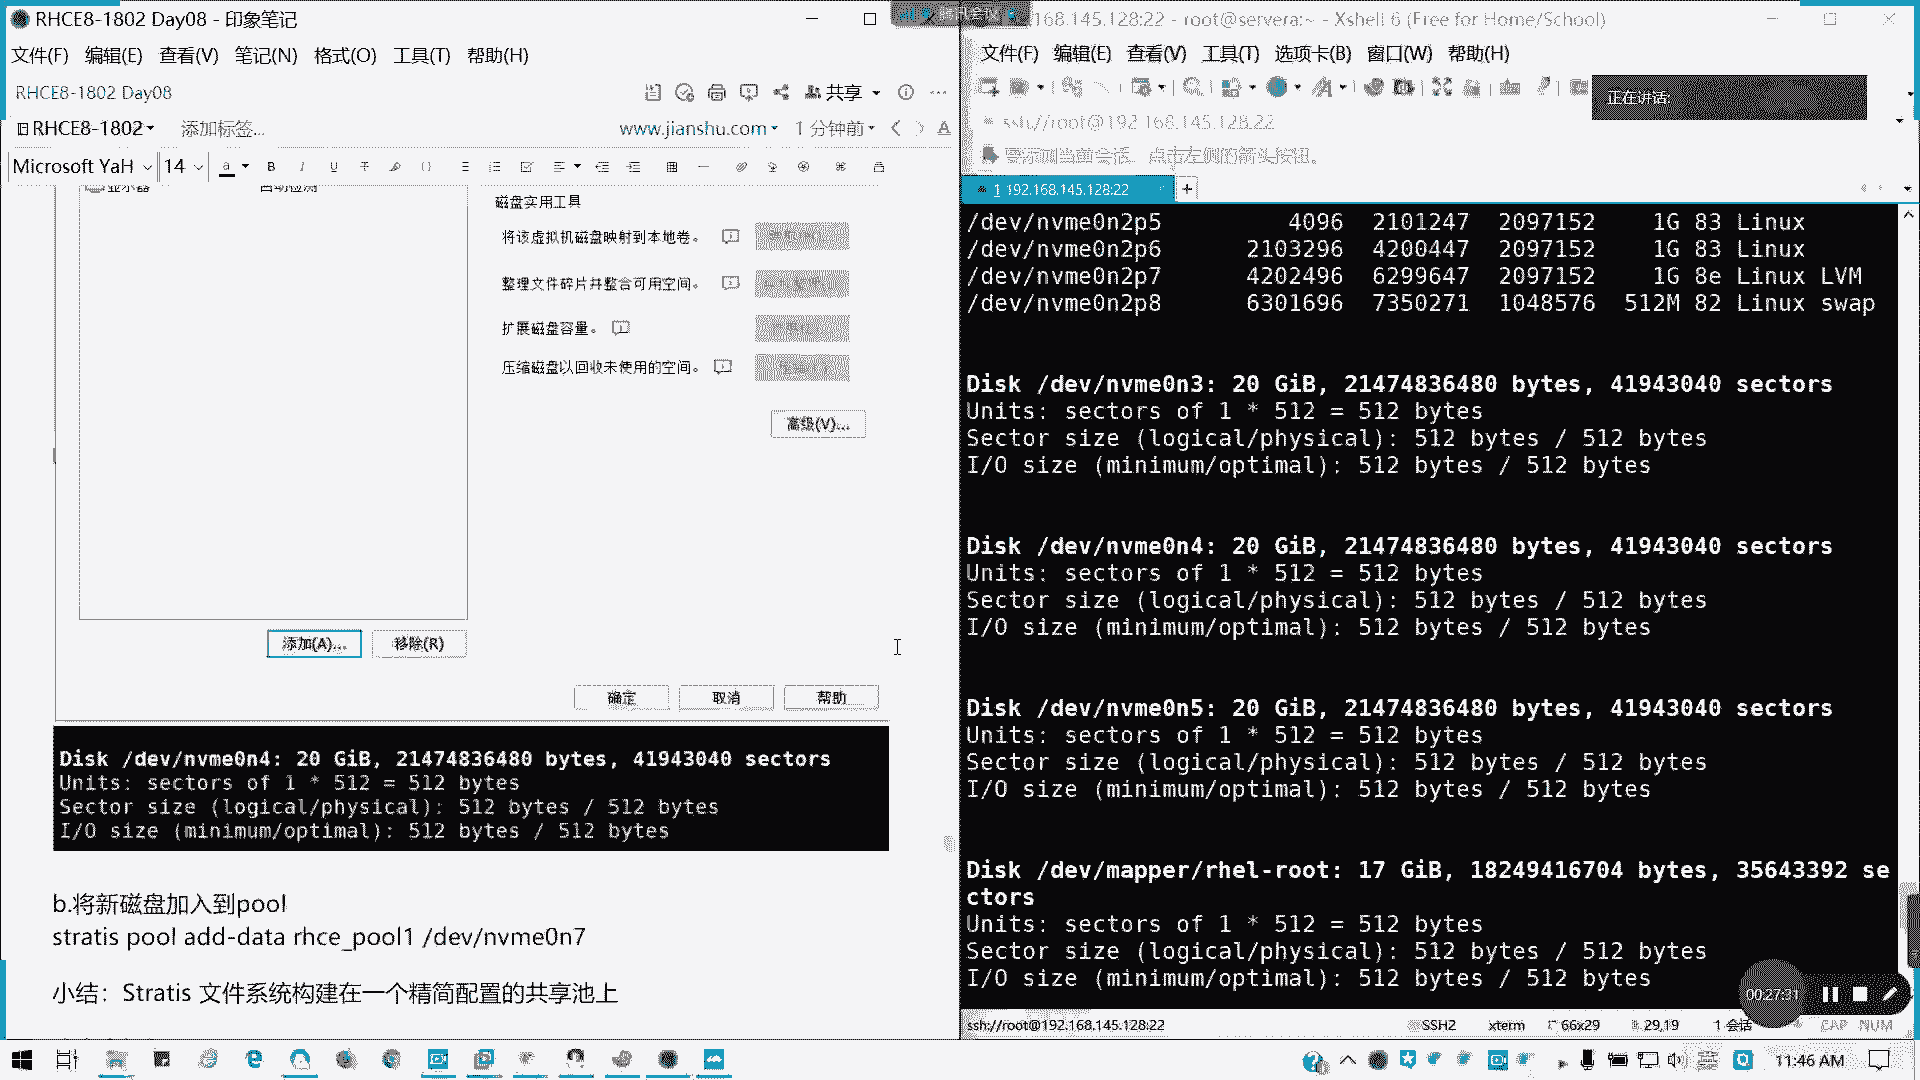 RHCE8-1802 Day08 - 印象笔记
文件(F) 编辑(E) 查看(V) 笔记(N) 格式(O) 工具(T) 帮助(H)
RHCE8-1802 Day08
共享
RHCE8-1802
添加标签...
www.jianshu.com
1 分钟前
Microsoft YaH
14
显示器 自动检测
磁盘实用工具
将该虚拟机磁盘映射到本地卷。
整理文件碎片并整合可用空间。
扩展磁盘容量。
压缩磁盘以回收未使用的空间。
高级(V)...
添加(A)...
移除(R)
确定
取消
帮助
Disk /dev/nvme0n4: 20 GiB, 21474836480 bytes, 41943040 sectors
Units: sectors of 1 * 512 = 512 bytes
Sector size (logical/physical): 512 bytes / 512 bytes
I/O size (minimum/optimal): 512 bytes / 512 bytes
b.将新磁盘加入到pool
stratis pool add-data rhce_pool1 /dev/nvme0n7
小结：Stratis 文件系统构建在一个精简配置的共享池上
腾讯会议
168.145.128:22 - root@servera:~ - Xshell 6 (Free for Home/School)
文件(F) 编辑(E) 查看(V) 工具(T) 选项卡(B) 窗口(W) 帮助(H)
正在讲话:
ssh://root@192.168.145.128:22
要添加当前会话，点击左侧的箭头按钮。
1 192.168.145.128:22
/dev/nvme0n2p5 4096 2101247 2097152 1G 83 Linux
/dev/nvme0n2p6 2103296 4200447 2097152 1G 83 Linux
/dev/nvme0n2p7 4202496 6299647 2097152 1G 8e Linux LVM
/dev/nvme0n2p8 6301696 7350271 1048576 512M 82 Linux swap
Disk /dev/nvme0n3: 20 GiB, 21474836480 bytes, 41943040 sectors
Units: sectors of 1 * 512 = 512 bytes
Sector size (logical/physical): 512 bytes / 512 bytes
I/O size (minimum/optimal): 512 bytes / 512 bytes
Disk /dev/nvme0n4: 20 GiB, 21474836480 bytes, 41943040 sectors
Units: sectors of 1 * 512 = 512 bytes
Sector size (logical/physical): 512 bytes / 512 bytes
I/O size (minimum/optimal): 512 bytes / 512 bytes
Disk /dev/nvme0n5: 20 GiB, 21474836480 bytes, 41943040 sectors
Units: sectors of 1 * 512 = 512 bytes
Sector size (logical/physical): 512 bytes / 512 bytes
I/O size (minimum/optimal): 512 bytes / 512 bytes
Disk /dev/mapper/rhel-root: 17 GiB, 18249416704 bytes, 35643392 se
ctors
Units: sectors of 1 * 512 = 512 bytes
Sector size (logical/physical): 512 bytes / 512 bytes
I/O size (minimum/optimal): 512 bytes / 512 bytes
00:27:31
ssh://root@192.168.145.128:22
SSH2
xterm
66x29
29,19
1 会话
CAP NUM
11:46 AM